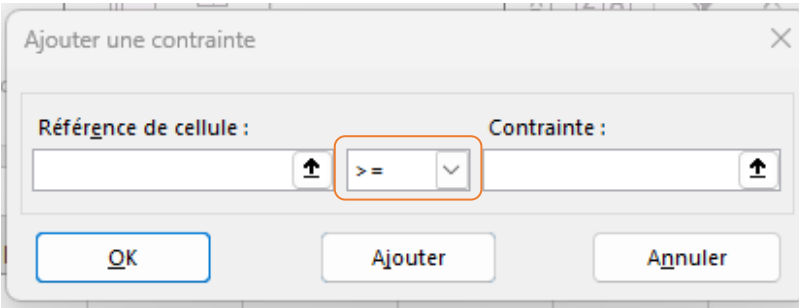 Ajouter une contrainte
Référence de cellule :
Contrainte :
>=
OK
Ajouter
Annuler